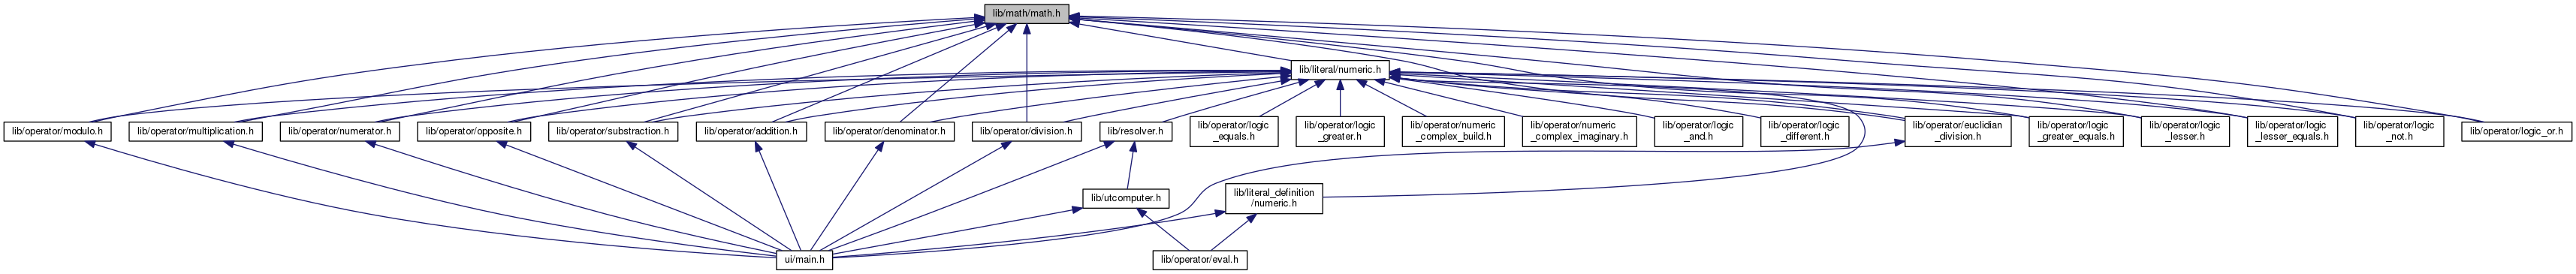 lib/math/math.h
lib/literal/numeric.h
lib/operator/modulo.h
lib/operator/multiplication.h
lib/operator/numerator.h
lib/operator/opposite.h
lib/operator/substraction.h
lib/operator/addition.h
lib/operator/denominator.h
lib/operator/division.h
lib/resolver.h
lib/operator/logic
_equals.h
lib/operator/logic
_greater.h
lib/operator/numeric
_complex_build.h
lib/operator/numeric
_complex_imaginary.h
lib/operator/logic
_and.h
lib/operator/logic
_different.h
lib/operator/euclidian
_division.h
lib/operator/logic
_greater_equals.h
lib/operator/logic
_lesser.h
lib/operator/logic
_lesser_equals.h
lib/operator/logic
_not.h
lib/operator/logic_or.h
lib/utcomputer.h
lib/literal_definition
/numeric.h
ui/main.h
lib/operator/eval.h